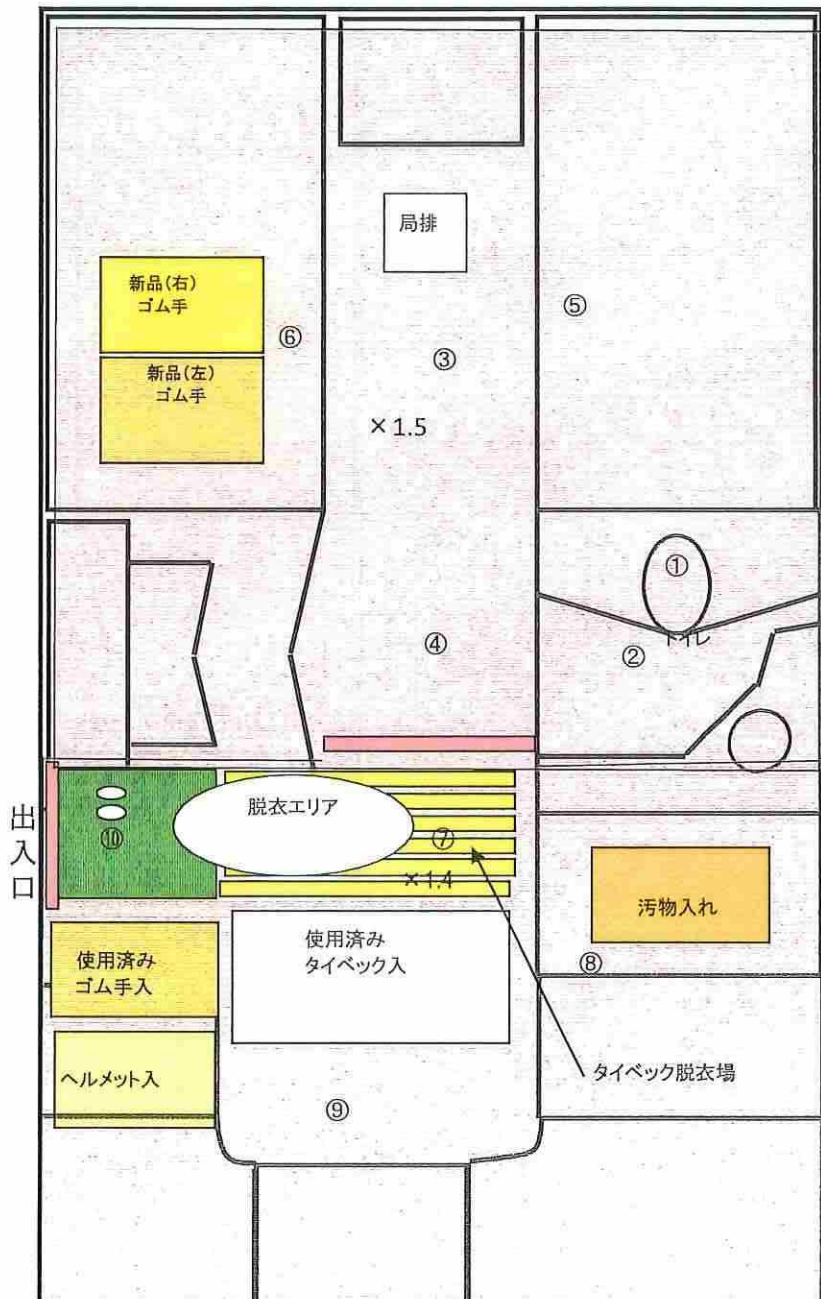 局排
新品(右)
ゴム手
⑥
⑤
新品(左)
ゴム手
③
×1.5
①
トイレ
②
④
出入口
脱衣エリア
⑩
⑦
×1.4
汚物入れ
使用済み
ゴム手入
使用済み
タイベック入
⑧
ヘルメット入
タイベック脱衣場
⑨